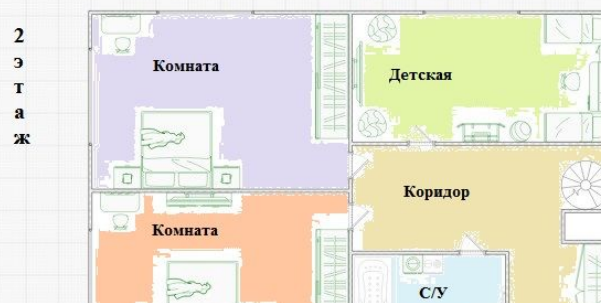 2
э
т
а
ж
Комната
Детская
Коридор
Комната
С/У